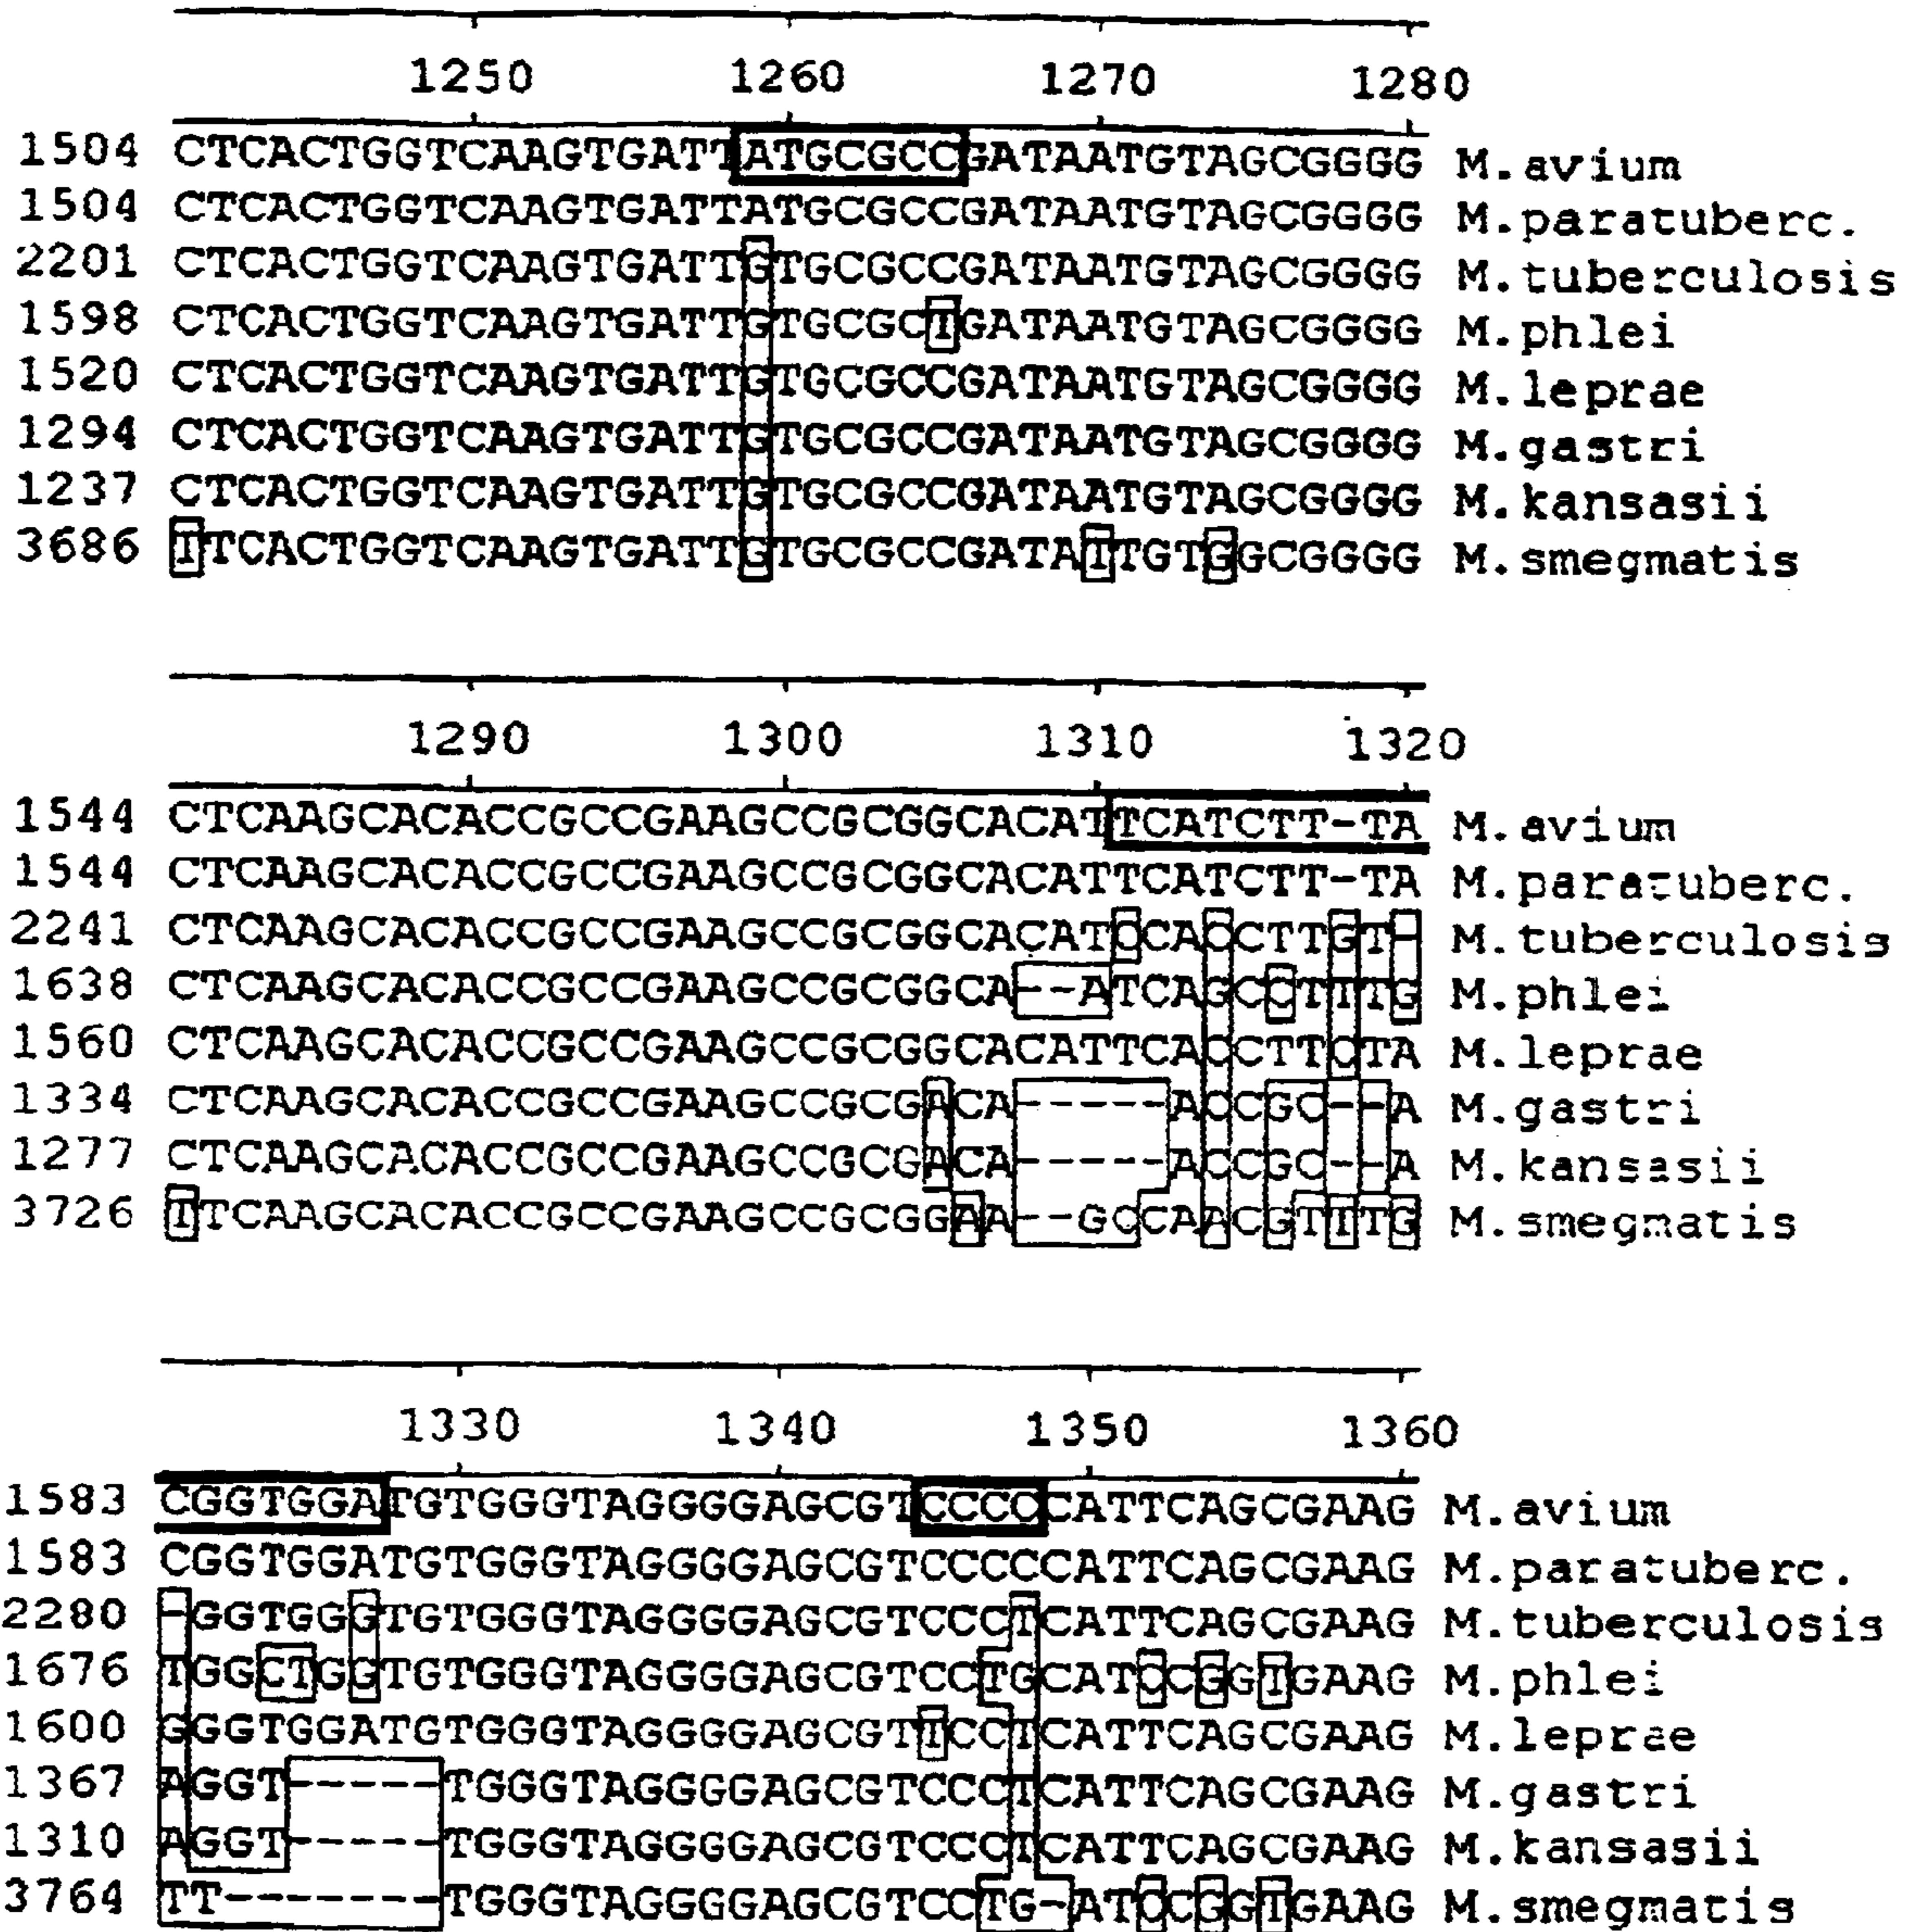 1250 1260 1270 1280
1504 CTCACTGGTCAAGTGATTATGCGCCGATAATGTAGCGGGG M.avium
1504 CTCACTGGTCAAGTGATTATGCGCCGATAATGTAGCGGGG M.paratuberc.
2201 CTCACTGGTCAAGTGATTGTGCGCCGATAATGTAGCGGGG M.tuberculosis
1598 CTCACTGGTCAAGTGATTGTGCGCTGATAATGTAGCGGGG M.phlei
1520 CTCACTGGTCAAGTGATTGTGCGCCGATAATGTAGCGGGG M.leprae
1294 CTCACTGGTCAAGTGATTGTGCGCCGATAATGTAGCGGGG M.gastri
1237 CTCACTGGTCAAGTGATTGTGCGCCGATAATGTAGCGGGG M.kansasii
3686 TTCACTGGTCAAGTGATTGTGCGCCGATATTGTGGCGGGG M.smegmatis
1290 1300 1310 1320
1544 CTCAAGCACACCGCCGAAGCCGCGGCACATTCATCTT-TA M.avium
1544 CTCAAGCACACCGCCGAAGCCGCGGCACATTCATCTT-TA M.paratuberc.
2241 CTCAAGCACACCGCCGAAGCCGCGGCACATCCACCTTGT- M.tuberculosis
1638 CTCAAGCACACCGCCGAAGCCGCGGCA--ATCAGCCTTTG M.phlei
1560 CTCAAGCACACCGCCGAAGCCGCGGCACATTCACCTTCTA M.leprae
1334 CTCAAGCACACCGCCGAAGCCGCGACA-----ACCGC--A M.gastri
1277 CTCAAGCACACCGCCGAAGCCGCGACA-----ACCGC--A M.kansasii
3726 TTCAAGCACACCGCCGAAGCCGCGGAA--GCCAACGTTTG M.smegmatis
1330 1340 1350 1360
1583 CGGTGGATGTGGGTAGGGGAGCGTCCCCCATTCAGCGAAG M.avium
1583 CGGTGGATGTGGGTAGGGGAGCGTCCCCCATTCAGCGAAG M.paratuberc.
2280 -GGTGGGTGTGGGTAGGGGAGCGTCCCTCATTCAGCGAAG M.tuberculosis
1676 TGGCTGGTGTGGGTAGGGGAGCGTCCTGCATCCGGTGAAG M.phlei
1600 GGGTGGATGTGGGTAGGGGAGCGTTCCTCATTCAGCGAAG M.leprae
1367 AGGT-----TGGGTAGGGGAGCGTCCCTCATTCAGCGAAG M.gastri
1310 AGGT-----TGGGTAGGGGAGCGTCCCTCATTCAGCGAAG M.kansasii
3764 TT-------TGGGTAGGGGAGCGTCCTG-ATCCGGTGAAG M.smegmatis